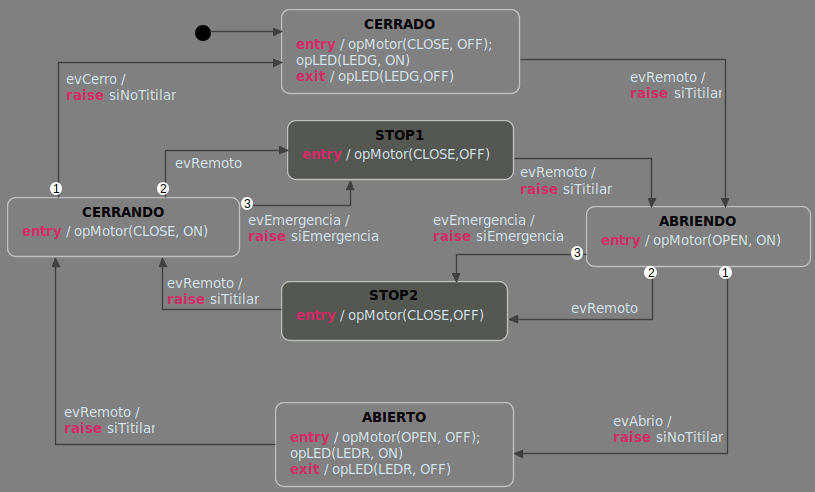 CERRADO
entry / opMotor(CLOSE, OFF);
opLED(LEDG, ON)
exit / opLED(LEDG,OFF)
evCerro /
raise siNoTitilar
evRemoto /
raise siTitilar
STOP1
entry / opMotor(CLOSE,OFF)
evRemoto
evRemoto /
raise siTitilar
1
2
3
CERRANDO
entry / opMotor(CLOSE, ON)
evEmergencia /
raise siEmergencia
evEmergencia /
raise siEmergencia
ABRIENDO
entry / opMotor(OPEN, ON)
3
2
1
evRemoto /
raise siTitilar
STOP2
entry / opMotor(CLOSE,OFF)
evRemoto
evRemoto /
raise siTitilar
ABIERTO
entry / opMotor(OPEN, OFF);
opLED(LEDR, ON)
exit / opLED(LEDR, OFF)
evAbrio /
raise siNoTitilar